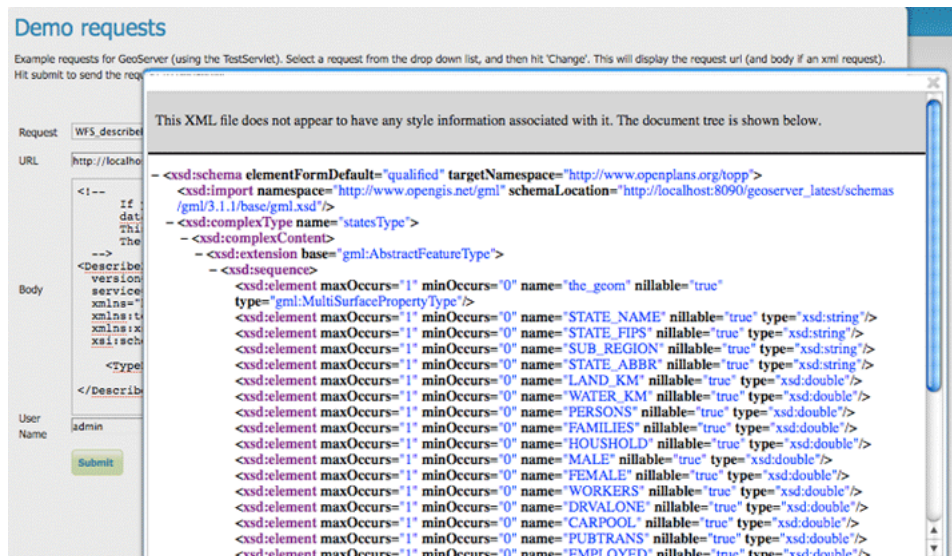 Demo requests
Example requests for GeoServer (using the TestServlet). Select a request from the drop down list, and then hit 'Change'. This will display the request url (and body if an xml request).
Hit submit to send the
This XML file does not appear to have any style information associated with it. The document tree is shown below.
Request
WFS_describe
URL
http://localho
Body
<!--
If
data
Thi
The
-->
<Describe
version
service
xmlns="
xmlns:t
xmlns:x
xsi:sch
<Type
</Describ
User
Name
admin
Submit
− <xsd:schema elementFormDefault="qualified" targetNamespace="http://www.openplans.org/topp">
<xsd:import namespace="http://www.opengis.net/gml" schemaLocation="http://localhost:8090/geoserver_latest/schemas
/gml/3.1.1/base/gml.xsd"/>
− <xsd:complexType name="statesType">
− <xsd:complexContent>
− <xsd:extension base="gml:AbstractFeatureType">
− <xsd:sequence>
<xsd:element maxOccurs="1" minOccurs="0" name="the_geom" nillable="true"
type="gml:MultiSurfacePropertyType"/>
<xsd:element maxOccurs="1" minOccurs="0" name="STATE_NAME" nillable="true" type="xsd:string"/>
<xsd:element maxOccurs="1" minOccurs="0" name="STATE_FIPS" nillable="true" type="xsd:string"/>
<xsd:element maxOccurs="1" minOccurs="0" name="SUB_REGION" nillable="true" type="xsd:string"/>
<xsd:element maxOccurs="1" minOccurs="0" name="STATE_ABBR" nillable="true" type="xsd:string"/>
<xsd:element maxOccurs="1" minOccurs="0" name="LAND_KM" nillable="true" type="xsd:double"/>
<xsd:element maxOccurs="1" minOccurs="0" name="WATER_KM" nillable="true" type="xsd:double"/>
<xsd:element maxOccurs="1" minOccurs="0" name="PERSONS" nillable="true" type="xsd:double"/>
<xsd:element maxOccurs="1" minOccurs="0" name="FAMILIES" nillable="true" type="xsd:double"/>
<xsd:element maxOccurs="1" minOccurs="0" name="HOUSHOLD" nillable="true" type="xsd:double"/>
<xsd:element maxOccurs="1" minOccurs="0" name="MALE" nillable="true" type="xsd:double"/>
<xsd:element maxOccurs="1" minOccurs="0" name="FEMALE" nillable="true" type="xsd:double"/>
<xsd:element maxOccurs="1" minOccurs="0" name="WORKERS" nillable="true" type="xsd:double"/>
<xsd:element maxOccurs="1" minOccurs="0" name="DRVALONE" nillable="true" type="xsd:double"/>
<xsd:element maxOccurs="1" minOccurs="0" name="CARPOOL" nillable="true" type="xsd:double"/>
<xsd:element maxOccurs="1" minOccurs="0" name="PUBTRANS" nillable="true" type="xsd:double"/>
<xsd:element maxOccurs="1" minOccurs="0" name="EMPLOYED" nillable="true" type="xsd:double"/>